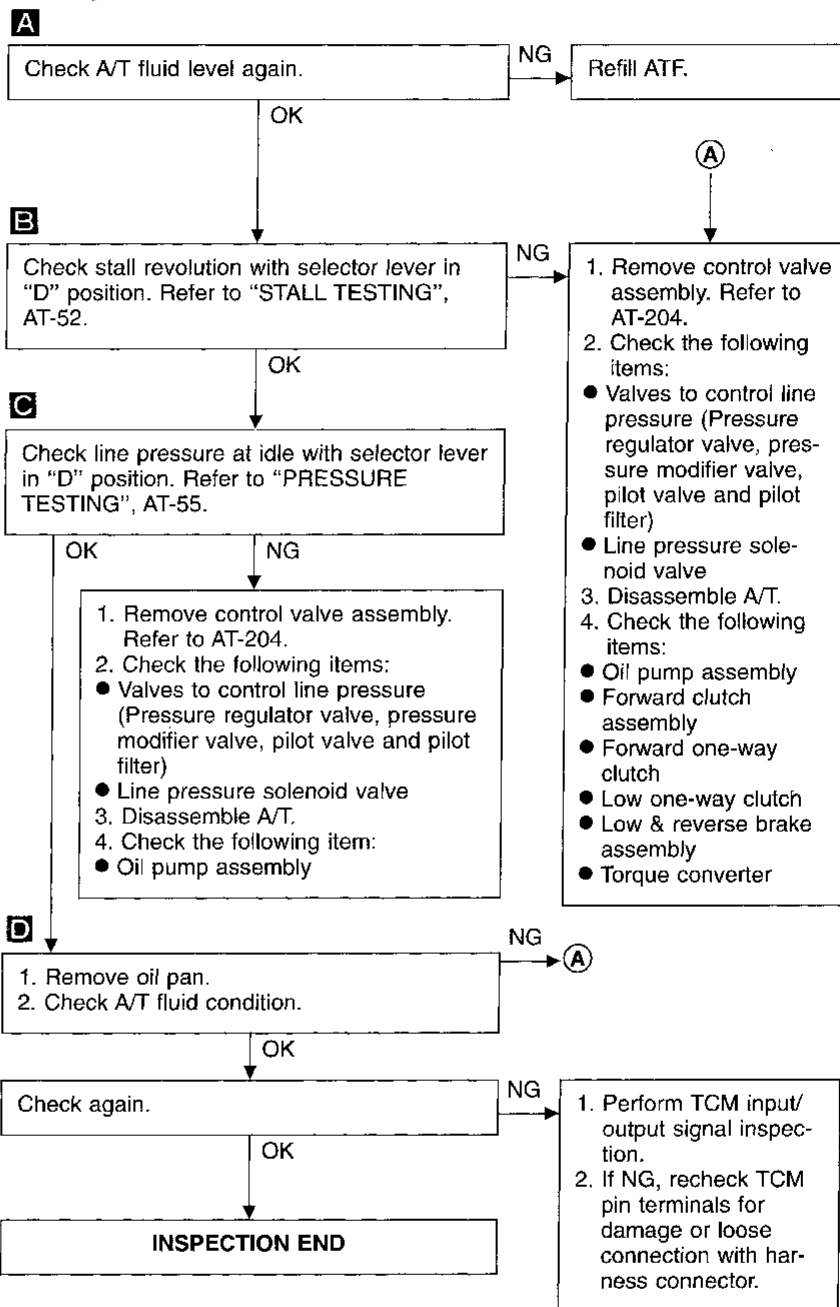 A
Check A/T fluid level again.
NG
Refill ATF.
OK
A
B
Check stall revolution with selector lever in
"D" position. Refer to "STALL TESTING",
AT-52.
NG
1. Remove control valve
assembly. Refer to
AT-204.
2. Check the following
items:
● Valves to control line
pressure (Pressure
regulator valve, pres-
sure modifier valve,
pilot valve and pilot
filter)
● Line pressure sole-
noid valve
3. Disassemble A/T.
4. Check the following
items:
● Oil pump assembly
● Forward clutch
assembly
● Forward one-way
clutch
● Low one-way clutch
● Low & reverse brake
assembly
● Torque converter
OK
C
Check line pressure at idle with selector lever
in "D" position. Refer to "PRESSURE
TESTING", AT-55.
OK
NG
1. Remove control valve assembly.
Refer to AT-204.
2. Check the following items:
● Valves to control line pressure
(Pressure regulator valve, pressure
modifier valve, pilot valve and pilot
filter)
● Line pressure solenoid valve
3. Disassemble A/T.
4. Check the following item:
● Oil pump assembly
D
1. Remove oil pan.
2. Check A/T fluid condition.
NG
A
OK
Check again.
NG
1. Perform TCM input/
output signal inspec-
tion.
2. If NG, recheck TCM
pin terminals for
damage or loose
connection with har-
ness connector.
OK
INSPECTION END